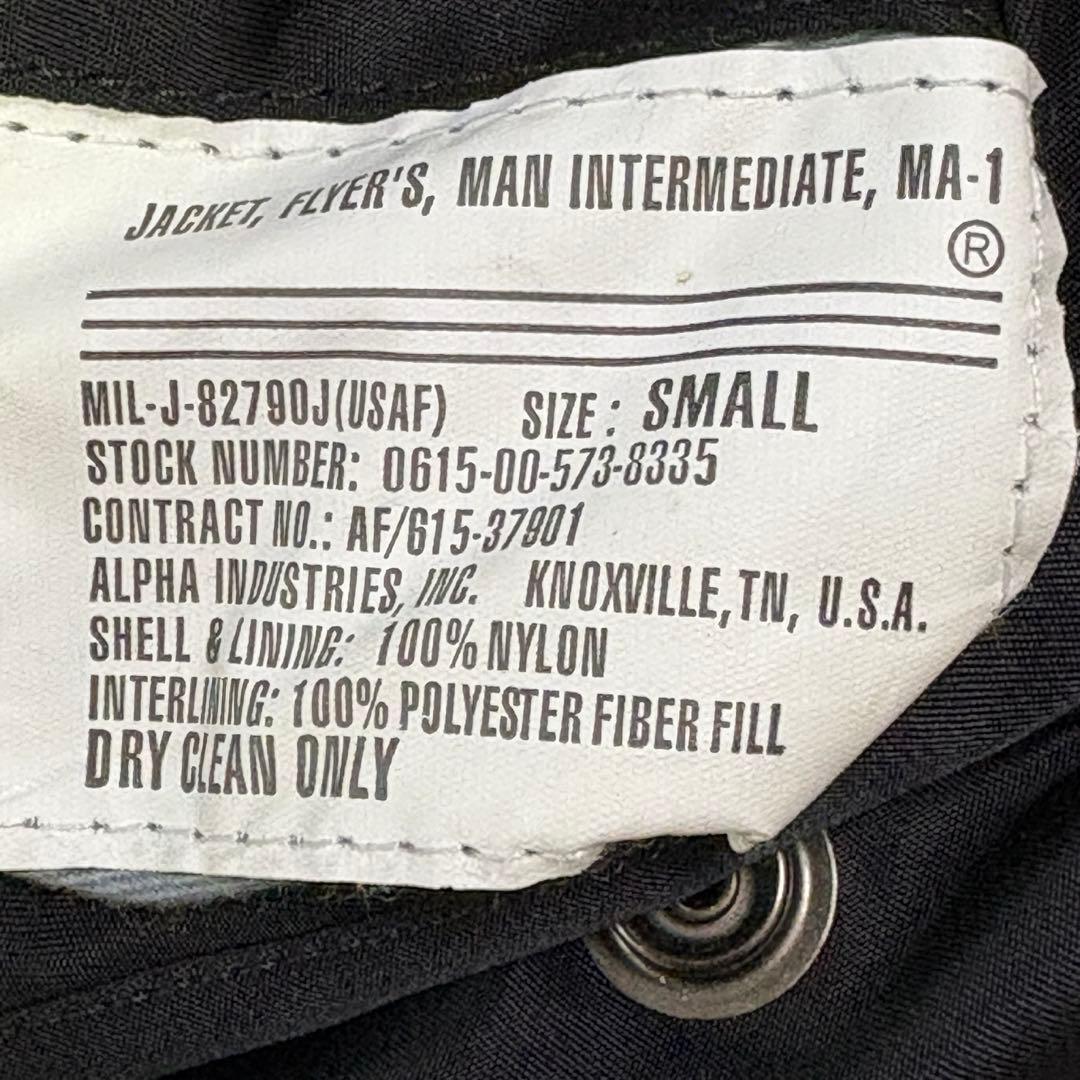 JACKET, FLYER'S, MAN INTERMEDIATE, MA-1
®
MIL-J-82790J(USAF) SIZE: SMALL
STOCK NUMBER: 0615-00-573-8335
CONTRACT NO.: AF/615-37901
ALPHA INDUSTRIES, INC. KNOXVILLE, TN, U.S.A.
SHELL & LINING: 100% NYLON
INTERLINING: 100% POLYESTER FIBER FILL
DRY CLEAN ONLY